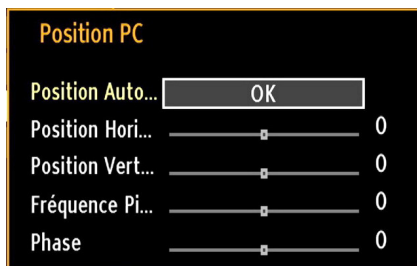 Position PC
Position Auto... OK
Position Hori... 0
Position Vert... 0
Fréquence Pi... 0
Phase 0